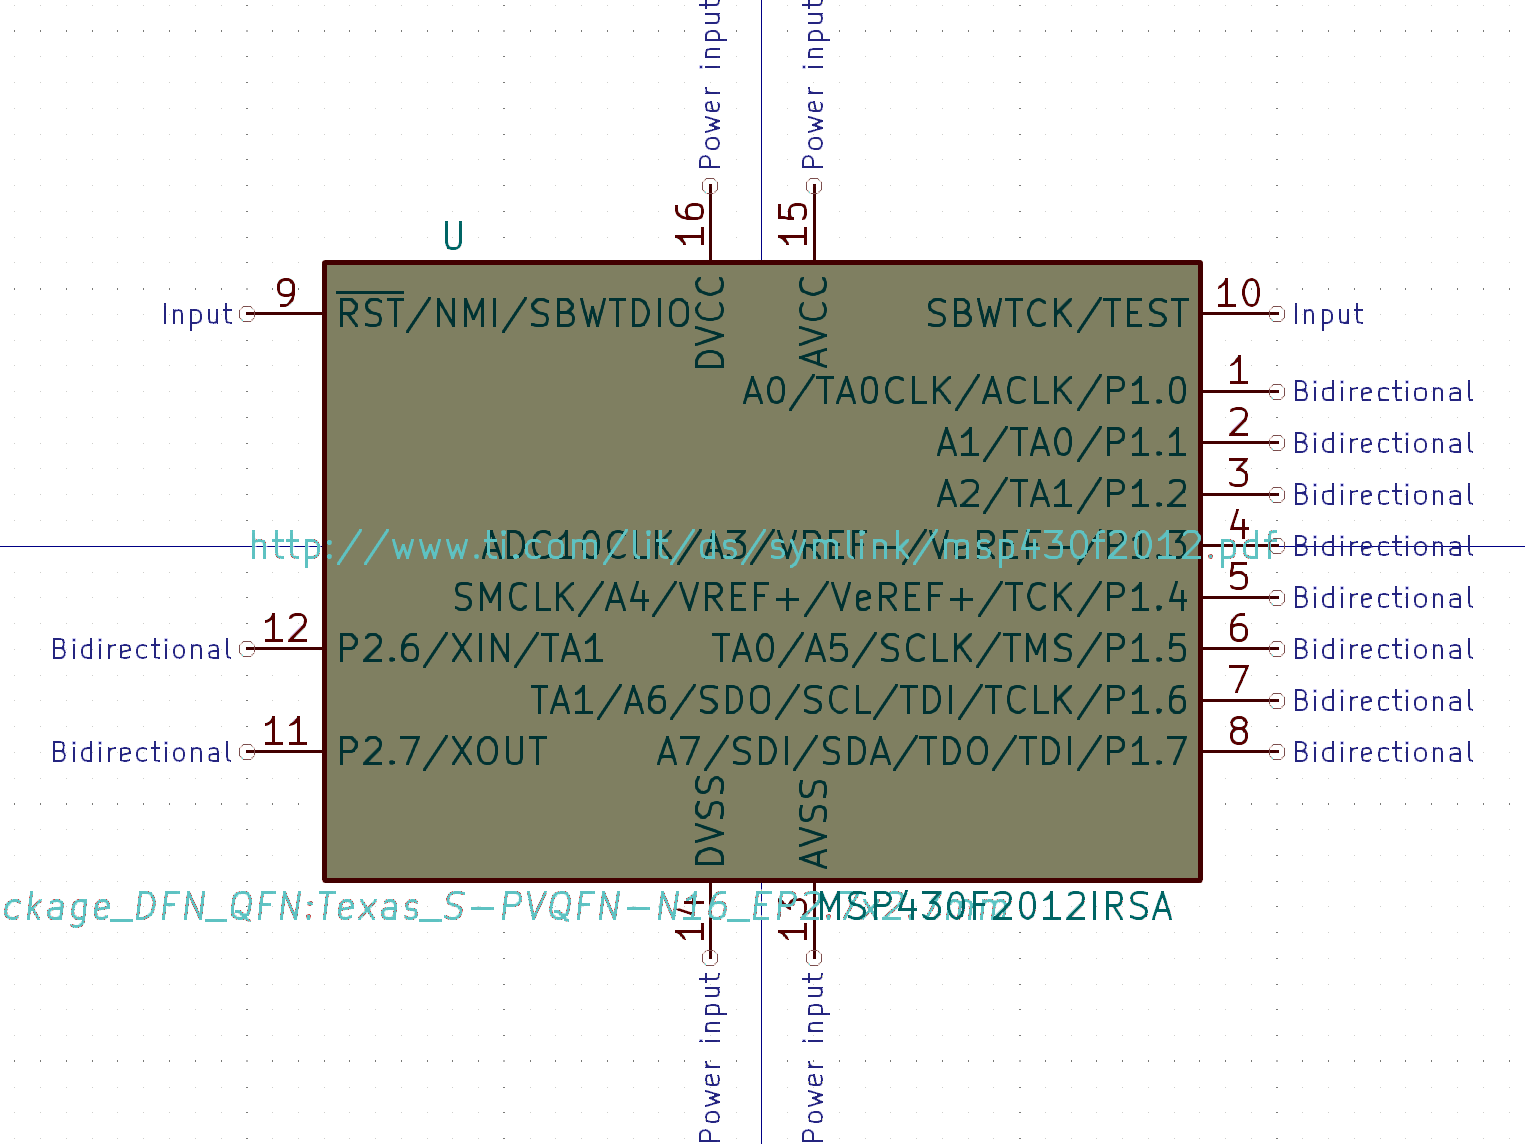 Power input
Power input
16
15
U
9
10
Input
RST/NMI/SBWTDIO
DVCC
AVCC
SBWTCK/TEST
Input
1
A0/TA0CLK/ACLK/P1.0
Bidirectional
2
A1/TA0/P1.1
Bidirectional
3
A2/TA1/P1.2
Bidirectional
4
http://www.ti.com/lit/ds/symlink/msp430f2012.pdf
ADC10CLK/A3/VREF-/VeREF-/P1.3
Bidirectional
5
SMCLK/A4/VREF+/VeREF+/TCK/P1.4
Bidirectional
12
6
Bidirectional
P2.6/XIN/TA1
TA0/A5/SCLK/TMS/P1.5
Bidirectional
7
TA1/A6/SDO/SCL/TDI/TCLK/P1.6
Bidirectional
11
8
Bidirectional
P2.7/XOUT
A7/SDI/SDA/TDO/TDI/P1.7
Bidirectional
DVSS
AVSS
ckage_DFN_QFN:Texas_S-PVQFN-N16_EP2.7x2.7mm
MSP430F2012IRSA
14
13
Power input
Power input